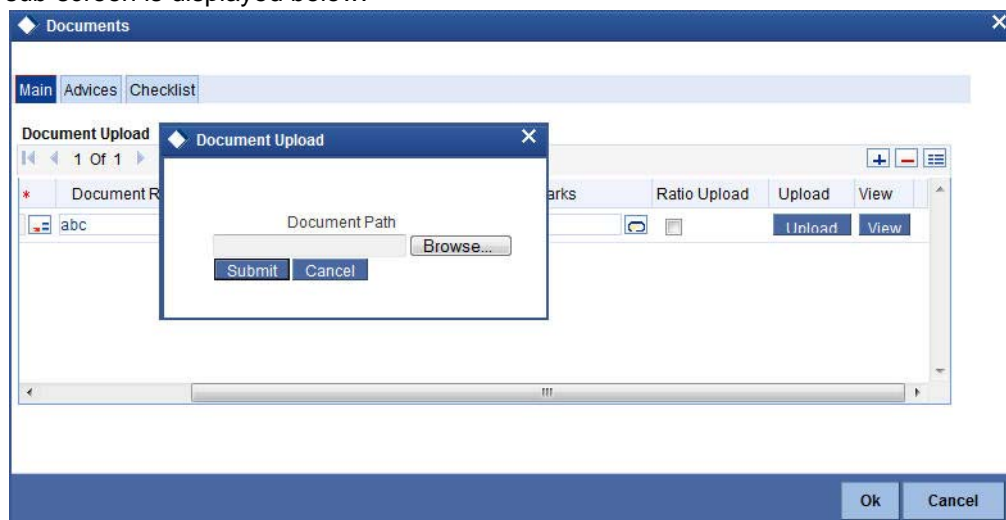 sub-screen is displayed below:
Documents
Main Advices Checklist
Document Upload
1 Of 1
* Document R arks Ratio Upload Upload View
abc Upload View
Document Upload
Document Path
Browse...
Submit Cancel
Ok Cancel